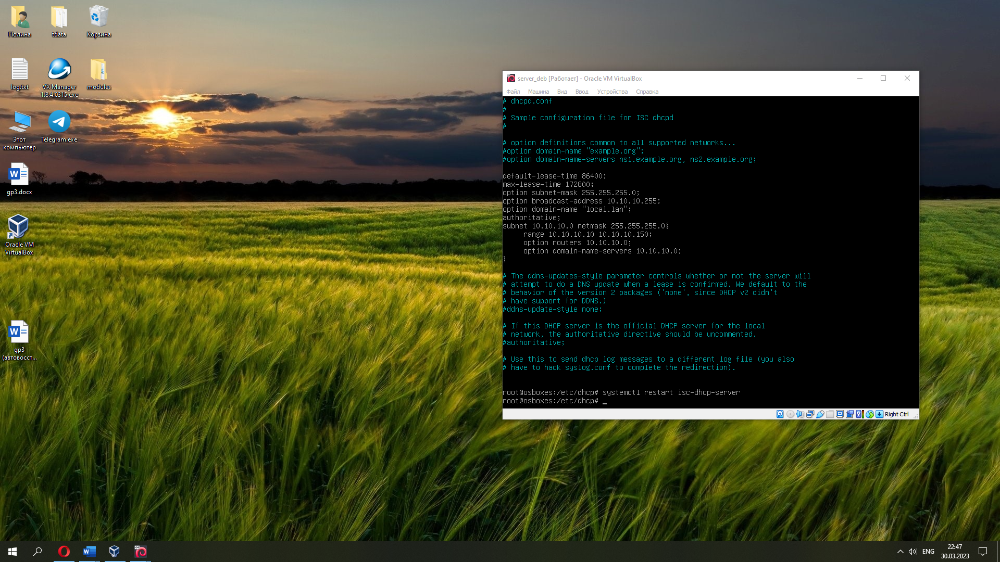 Полина
tdata
Корзина
log.txt
VX Manager
1.8.4.0315.exe
modules
Этот
компьютер
Telegram.exe
gp3.docx
Oracle VM
VirtualBox
gp3
(автовосст...
server_deb [Работает] - Oracle VM VirtualBox
Файл Машина Вид Ввод Устройства Справка
# dhcpd.conf
#
# Sample configuration file for ISC dhcpd
#
# option definitions common to all supported networks...
#option domain-name "example.org";
#option domain-name-servers ns1.example.org, ns2.example.org;
default-lease-time 86400;
max-lease-time 172800;
option subnet-mask 255.255.255.0;
option broadcast-address 10.10.10.255;
option domain-name "local.lan";
authoritative;
subnet 10.10.10.0 netmask 255.255.255.0{
range 10.10.10.10 10.10.10.150;
option routers 10.10.10.0;
option domain-name-servers 10.10.10.0;
}
# The ddns-updates-style parameter controls whether or not the server will
# attempt to do a DNS update when a lease is confirmed. We default to the
# behavior of the version 2 packages ('none', since DHCP v2 didn't
# have support for DDNS.)
#ddns-update-style none;
# If this DHCP server is the official DHCP server for the local
# network, the authoritative directive should be uncommented.
#authoritative;
# Use this to send dhcp log messages to a different log file (you also
# have to hack syslog.conf to complete the redirection).
root@osboxes:/etc/dhcp# systemctl restart isc-dhcp-server
root@osboxes:/etc/dhcp# _
Right Ctrl
ENG
22:47
30.03.2023